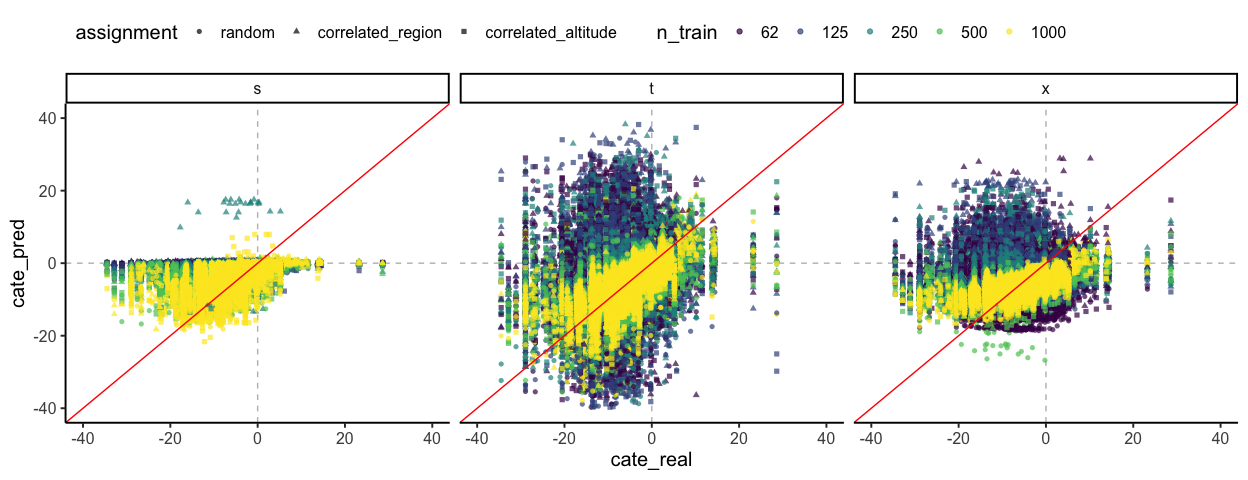 assignment random correlated_region correlated_altitude n_train 62 125 250 500 1000
s t x
cate_pred
40
20
0
-20
-40
-40 -20 0 20 40 -40 -20 0 20 40 -40 -20 0 20 40
cate_real